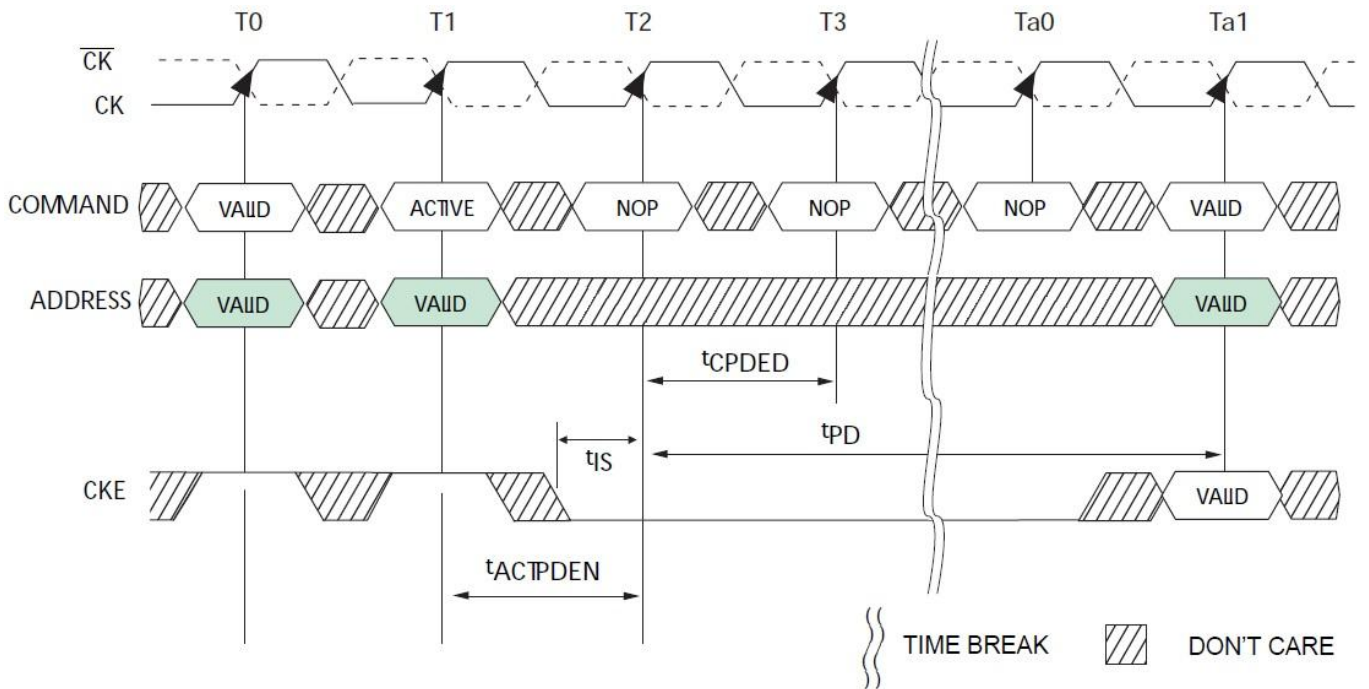 T0 T1 T2 T3 Ta0 Ta1
CK
CK
COMMAND VALID ACTIVE NOP NOP NOP VALID
ADDRESS VALID VALID VALID
tCPDED
tPD
tIS
CKE VALID
tACTPDEN
TIME BREAK DON'T CARE